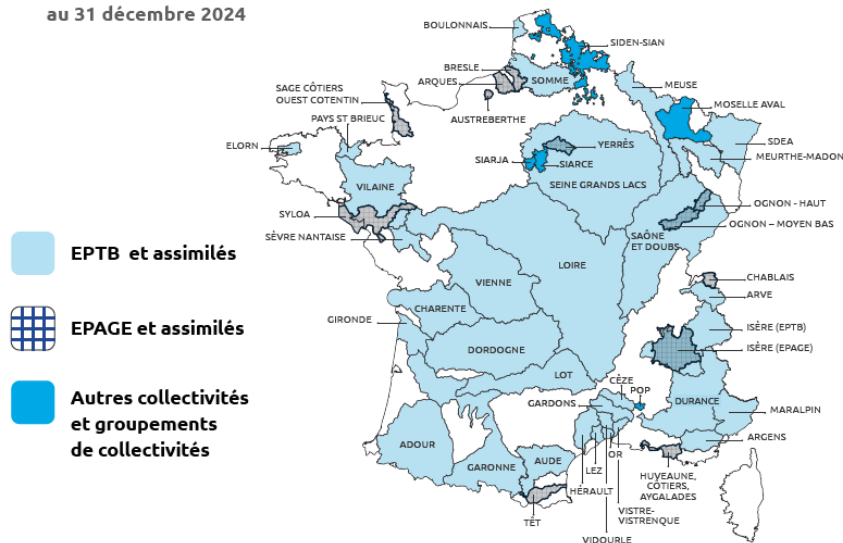 au 31 décembre 2024
BOULONNAIS
SIDEN-SIAN
BRESLE
ARQUES
SOMME
MEUSE
SAGE CÔTIERS
OUEST COTENTIN
MOSELLE AVAL
PAYS ST BRIEUC
AUSTREBERTHE
ELORN
YERRÈS
SDEA
SIARJA
SIARCE
MEURTHE-MADON
VILAINE
SEINE GRANDS LACS
OGNON - HAUT
SYLOA
OGNON – MOYEN BAS
SÈVRE NANTAISE
SAÔNE
ET DOUBS
EPTB et assimilés
LOIRE
CHABLAIS
VIENNE
ARVE
CHARENTE
GIRONDE
ISÈRE (EPTB)
EPAGE et assimilés
ISÈRE (EPAGE)
DORDOGNE
LOT
CÈZE
POP
Autres collectivités
et groupements
de collectivités
GARDONS
DURANCE
MARALPIN
ADOUR
ARGENS
GARONNE
AUDE
LEZ
OR
HÉRAULT
HUVEAUNE,
CÔTIERS,
AYGALADES
TÊT
VISTRE-
VISTRENQUE
VIDOURLE